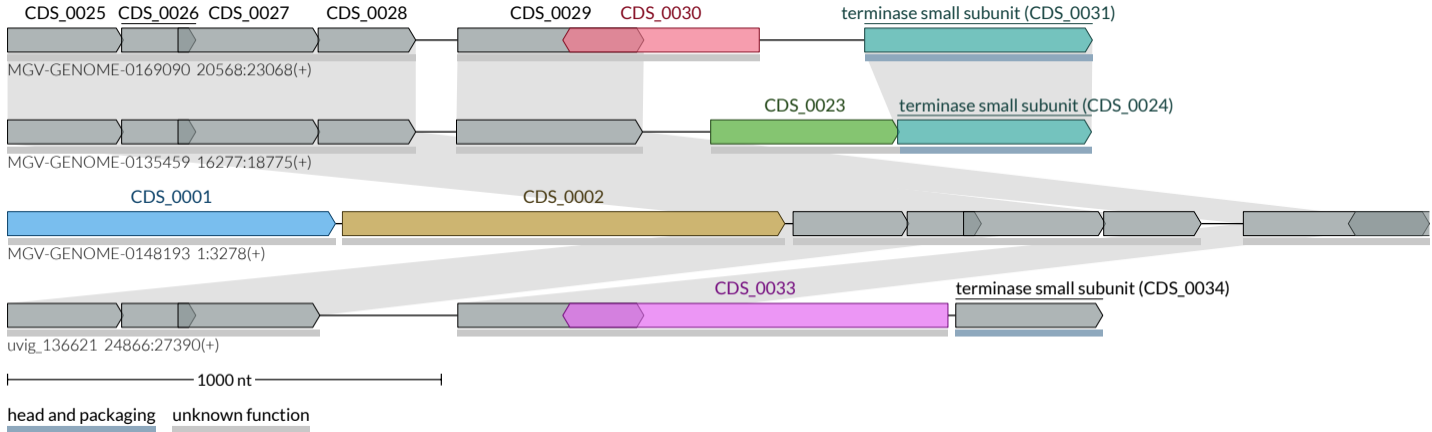 CDS_0025 CDS_0026 CDS_0027 CDS_0028 CDS_0029 CDS_0030 terminase small subunit (CDS_0031)
MGV-GENOME-0169090 20568:23068(+)
CDS_0023 terminase small subunit (CDS_0024)
MGV-GENOME-0135459 16277:18775(+)
CDS_0001 CDS_0002
MGV-GENOME-0148193 1:3278(+)
CDS_0033 terminase small subunit (CDS_0034)
uvig_136621 24866:27390(+)
1000 nt
head and packaging unknown function